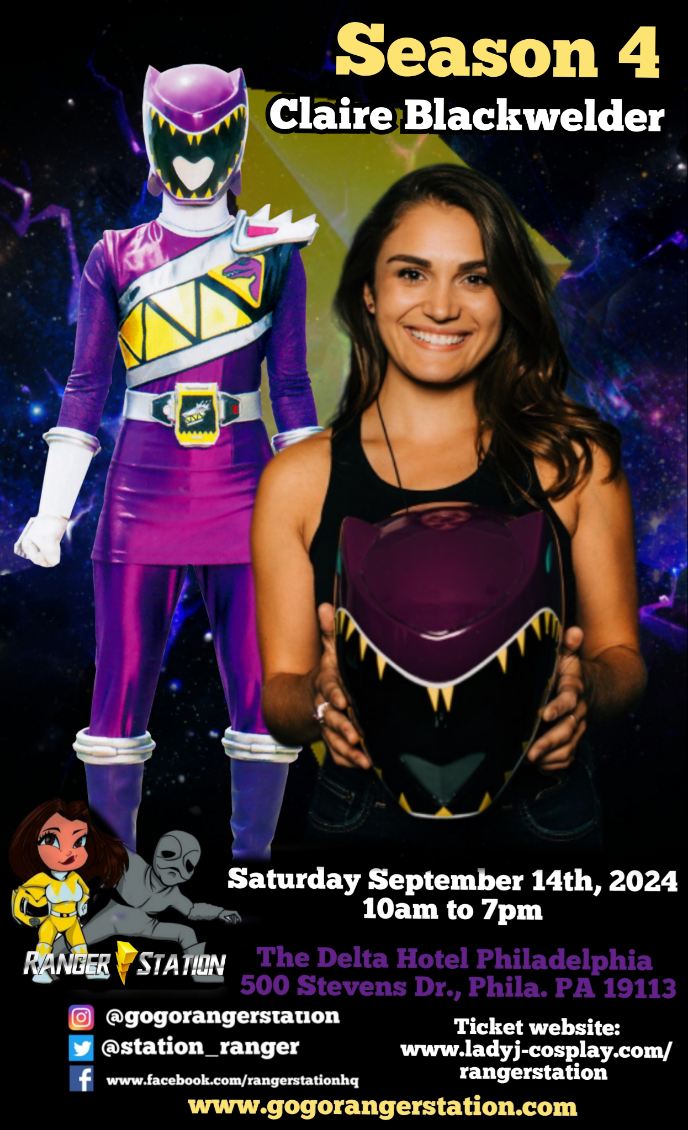 Season 4
Claire Blackwelder
Saturday September 14th, 2024
10am to 7pm
RANGER STATION
The Delta Hotel Philadelphia
500 Stevens Dr., Phila. PA 19113
@gogorangerstation
@station_ranger
www.facebook.com/rangerstationhq
Ticket website:
www.ladyj-cosplay.com/
rangerstation
www.gogorangerstation.com